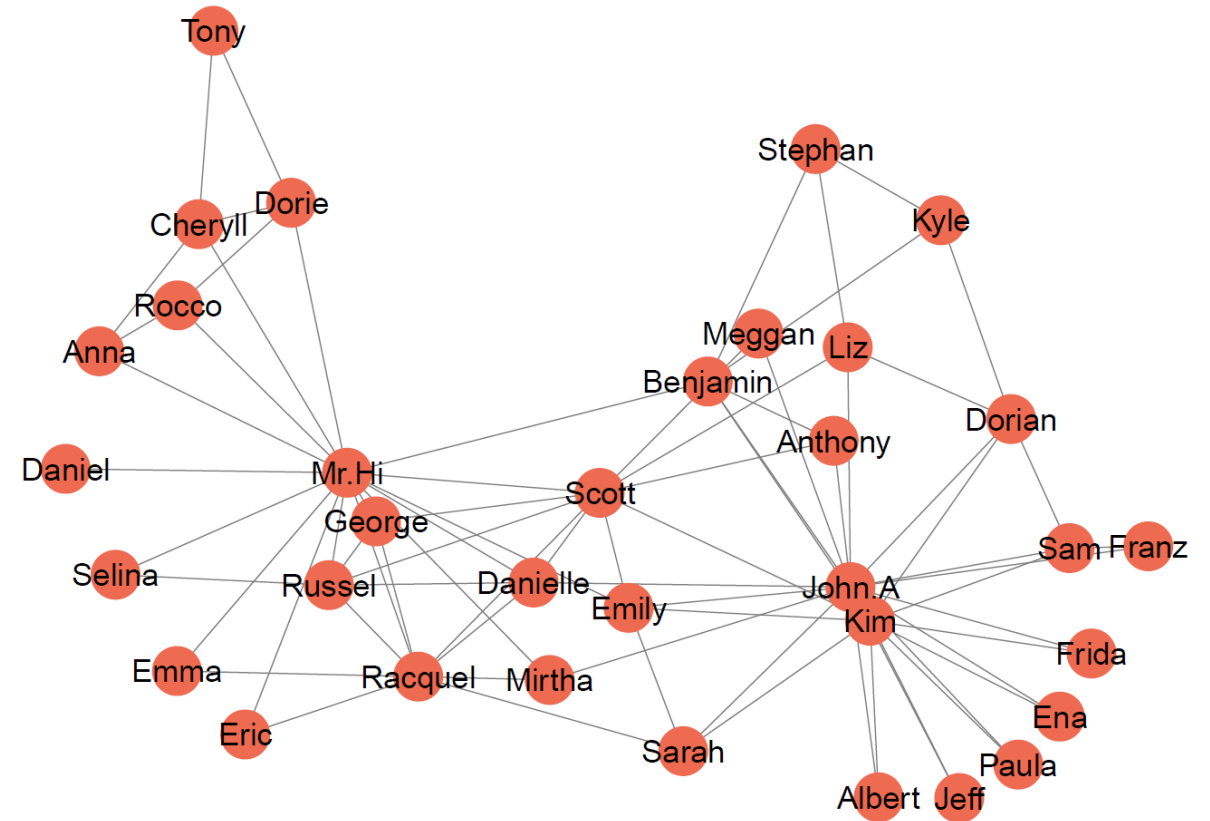 Tony
Stephan
Dorie
Cheryll
Kyle
Rocco
Meggan
Liz
Anna
Benjamin
Dorian
Anthony
Daniel
Mr.Hi
Scott
George
Sam
Franz
Selina
Russel
Danielle
John.A
Emily
Kim
Frida
Emma
Racquel
Mirtha
Ena
Eric
Sarah
Paula
Albert
Jeff